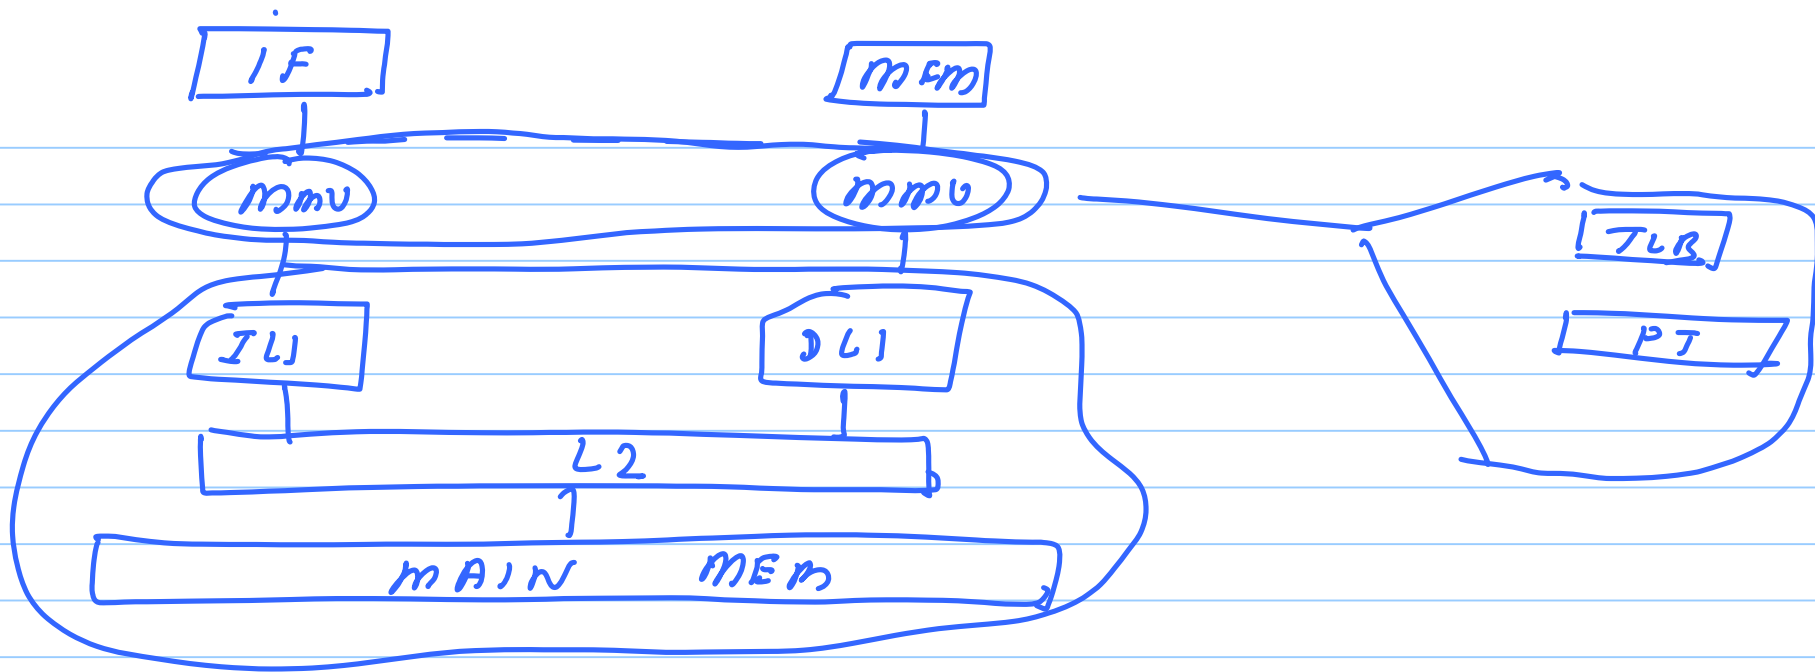 IF
MEM
MMU MMU
TLB
IL1 DL1
PT
L2
MAIN MEM